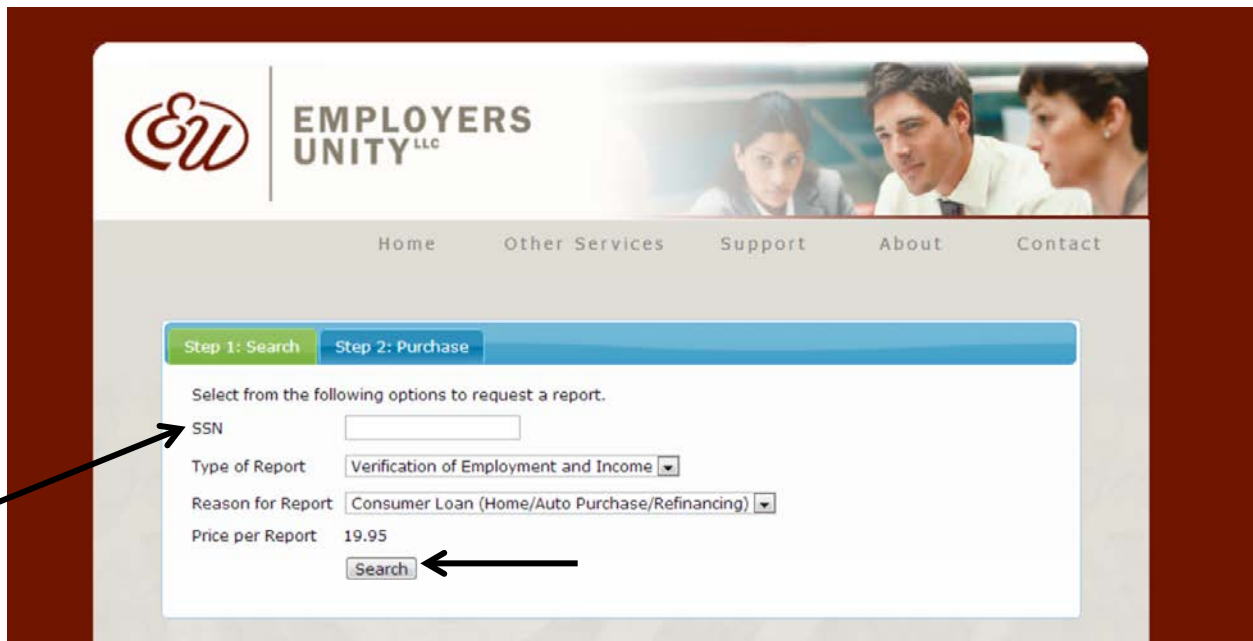 EU
EMPLOYERS
UNITY LLC
Home Other Services Support About Contact
Step 1: Search Step 2: Purchase
Select from the following options to request a report.
SSN
Type of Report Verification of Employment and Income
Reason for Report Consumer Loan (Home/Auto Purchase/Refinancing)
Price per Report 19.95
Search